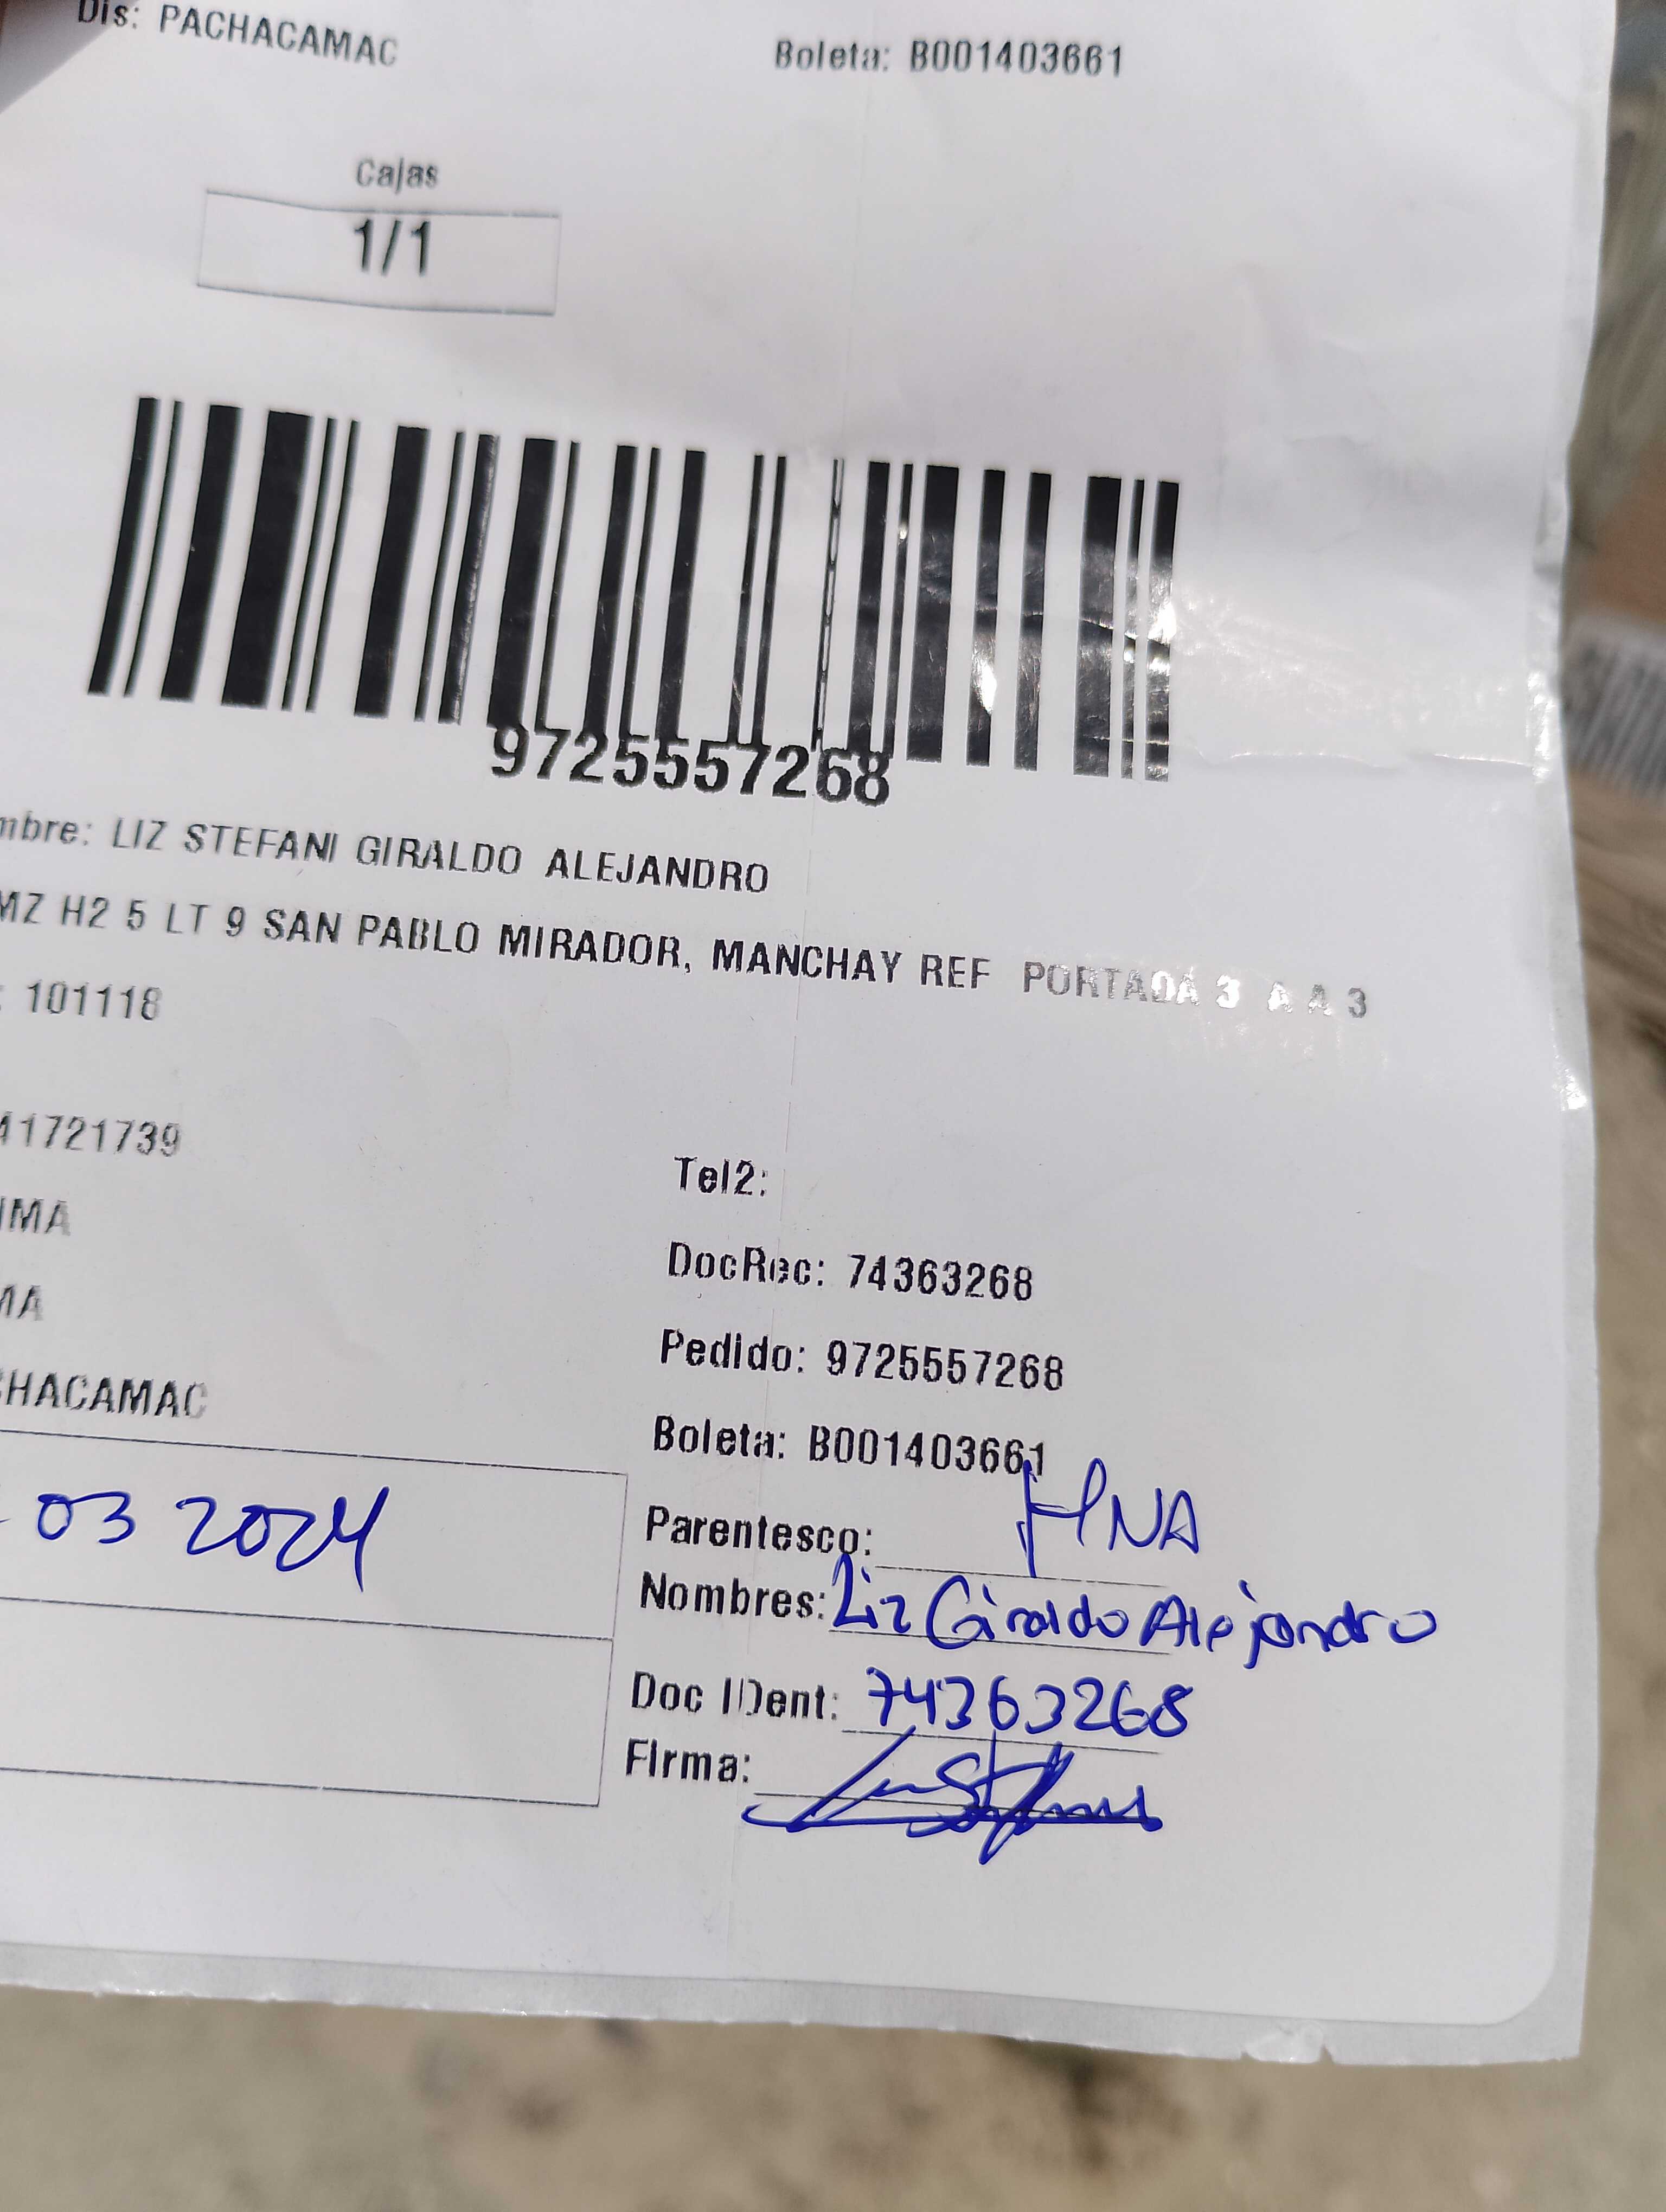 Dis: PACHACAMAC
Boleta: B001403661
Cajas
1/1
9725557268
mbre: LIZ STEFANI GIRALDO ALEJANDRO
MZ H2 5 LT 9 SAN PABLO MIRADOR, MANCHAY REF PORTADA 3 A A 3
: 101118
41721739
Tel2:
IMA
DocRec: 74363268
MA
Pedido: 9725557268
CHACAMAC
Boleta: B001403661
03 2024
Parentesco: HNA
Nombres: Liz Giraldo Alejandro
Doc IDent: 74363268
Firma: